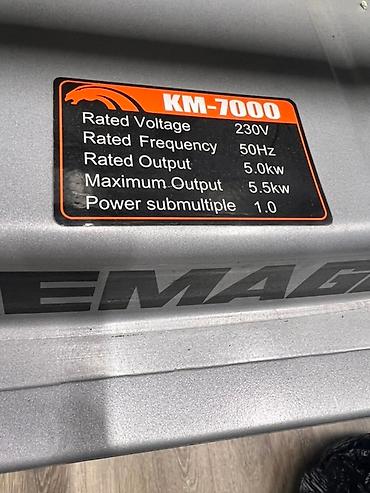 KM-7000
Rated Voltage 230V
Rated Frequency 50Hz
Rated Output 5.0kw
Maximum Output 5.5kw
Power submultiple 1.0
EMAG